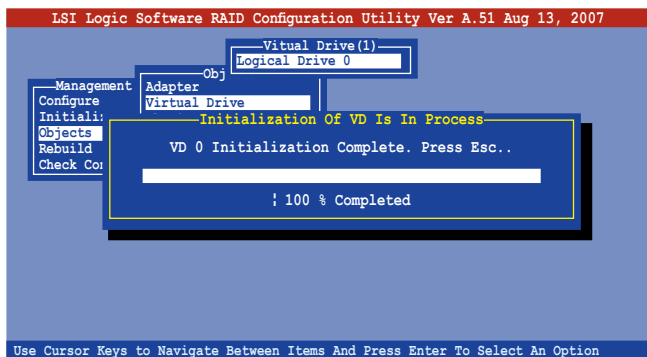 LSI Logic Software RAID Configuration Utility Ver A.51 Aug 13, 2007
Vitual Drive(1)
Logical Drive 0
Obj
Adapter
Virtual Drive
Management
Configure
Initializ
Objects
Rebuild
Check Con
Initialization Of VD Is In Process
VD 0 Initialization Complete. Press Esc..
¦ 100 % Completed
Use Cursor Keys to Navigate Between Items And Press Enter To Select An Option